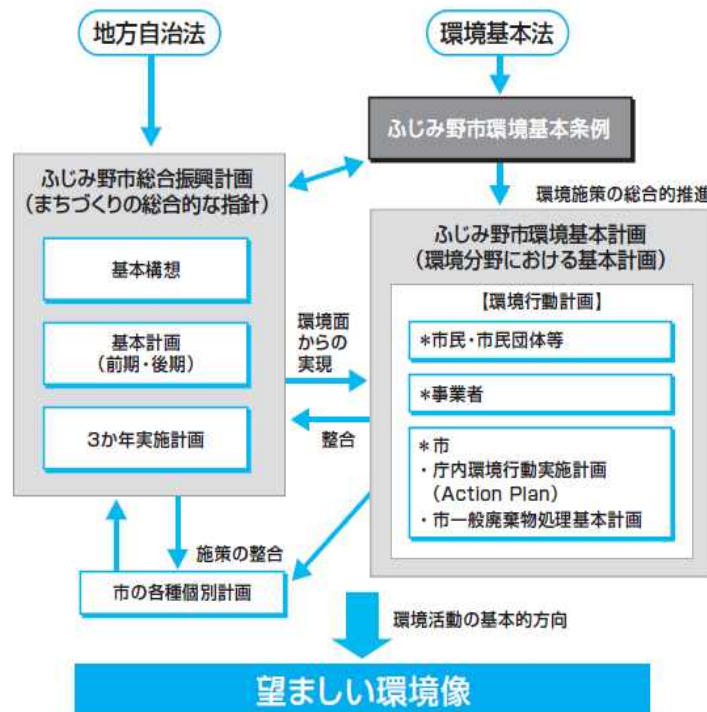 地方自治法
環境基本法
ふじみ野市環境基本条例
ふじみ野市総合振興計画
(まちづくりの総合的な指針)
基本構想
基本計画
(前期・後期)
3か年実施計画
環境施策の総合的推進
ふじみ野市環境基本計画
(環境分野における基本計画)
【環境行動計画】
*市民・市民団体等
*事業者
*市
・庁内環境行動実施計画
(Action Plan)
・市一般廃棄物処理基本計画
環境面
からの
実現
整合
施策の整合
市の各種個別計画
環境活動の基本的方向
望ましい環境像